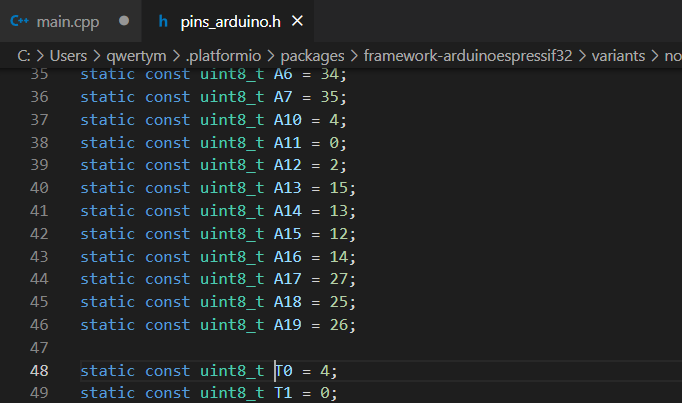 C++ main.cpp ●
h pins_arduino.h ×
C: > Users > qwertym > .platformio > packages > framework-arduinoespressif32 > variants > no
35 static const uint8_t A6 = 34;
36 static const uint8_t A7 = 35;
37 static const uint8_t A10 = 4;
38 static const uint8_t A11 = 0;
39 static const uint8_t A12 = 2;
40 static const uint8_t A13 = 15;
41 static const uint8_t A14 = 13;
42 static const uint8_t A15 = 12;
43 static const uint8_t A16 = 14;
44 static const uint8_t A17 = 27;
45 static const uint8_t A18 = 25;
46 static const uint8_t A19 = 26;
47
48 static const uint8_t T0 = 4;
49 static const uint8_t T1 = 0;